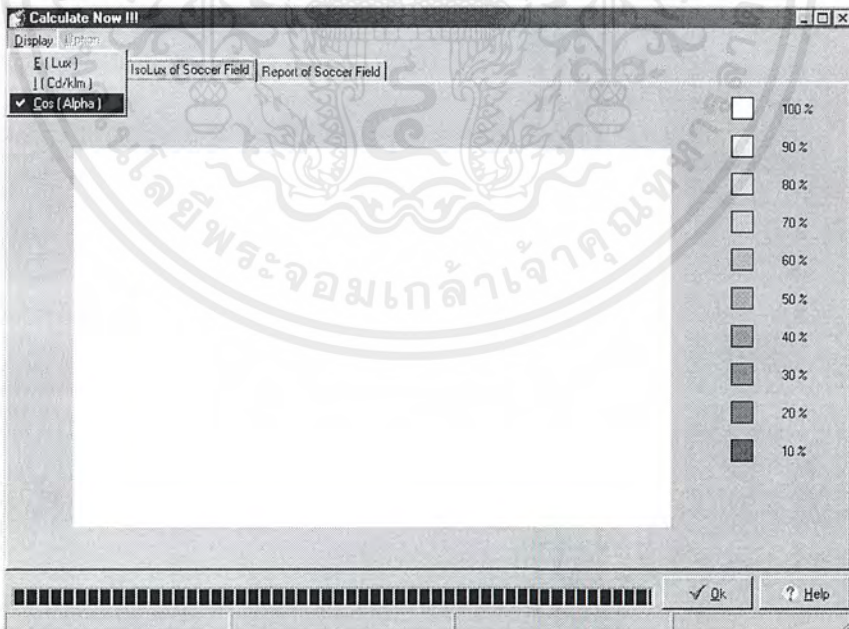 Calculate Now !!!
Display Option
E ( Lux )
I ( Cd/klm )
✓ Cos ( Alpha )
IsoLux of Soccer Field Report of Soccer Field
100 %
90 %
80 %
70 %
60 %
50 %
40 %
30 %
20 %
10 %
Ok ? Help